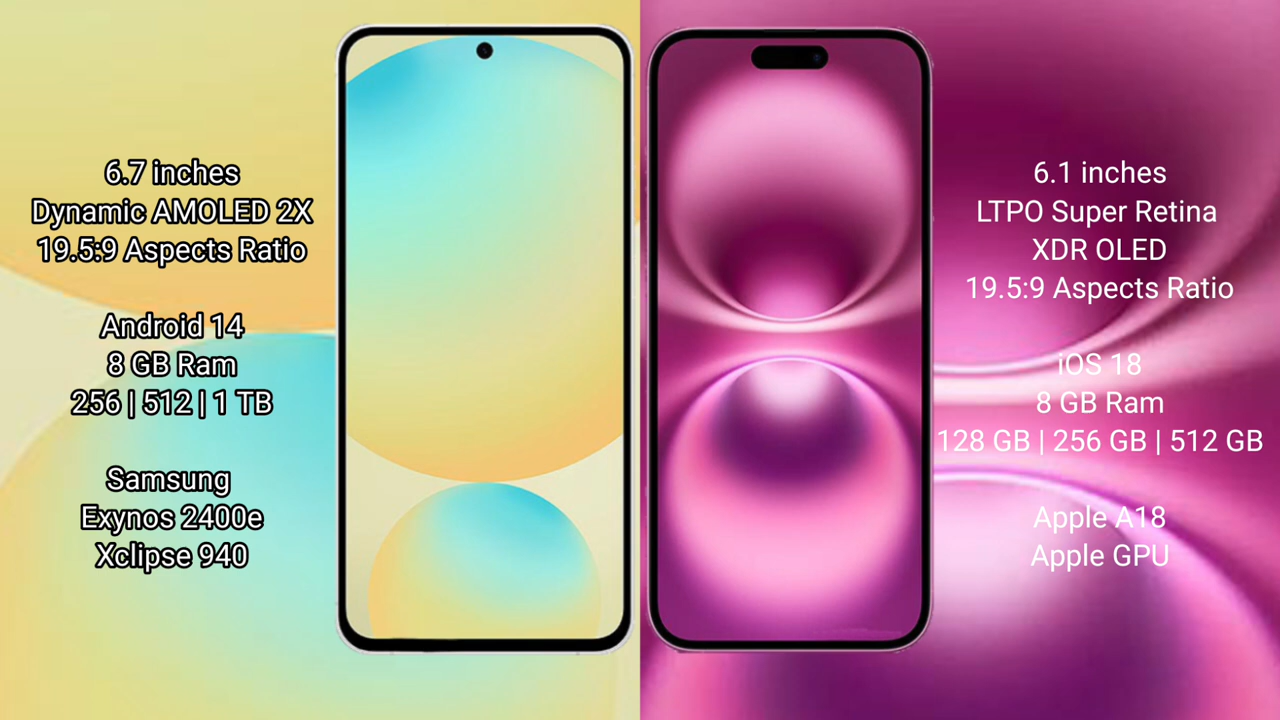 6.7 inches
Dynamic AMOLED 2X
19.5:9 Aspects Ratio
Android 14
8 GB Ram
256 | 512 | 1 TB
Samsung
Exynos 2400e
Xclipse 940
6.1 inches
LTPO Super Retina
XDR OLED
19.5:9 Aspects Ratio
iOS 18
8 GB Ram
128 GB | 256 GB | 512 GB
Apple A18
Apple GPU